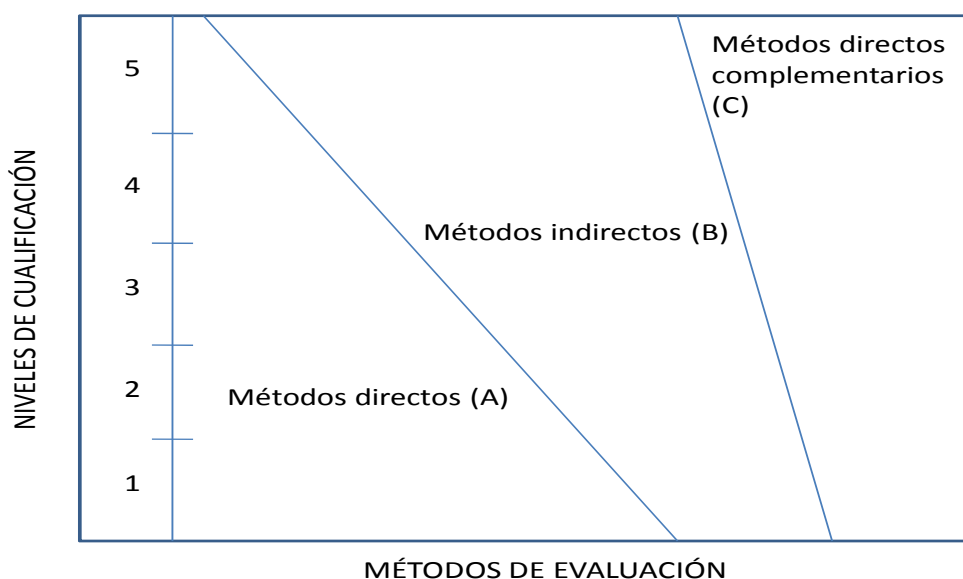 Métodos directos
complementarios
(C)
5
4
Métodos indirectos (B)
3
Métodos directos (A)
2
1
NIVELES DE CUALIFICACIÓN
MÉTODOS DE EVALUACIÓN